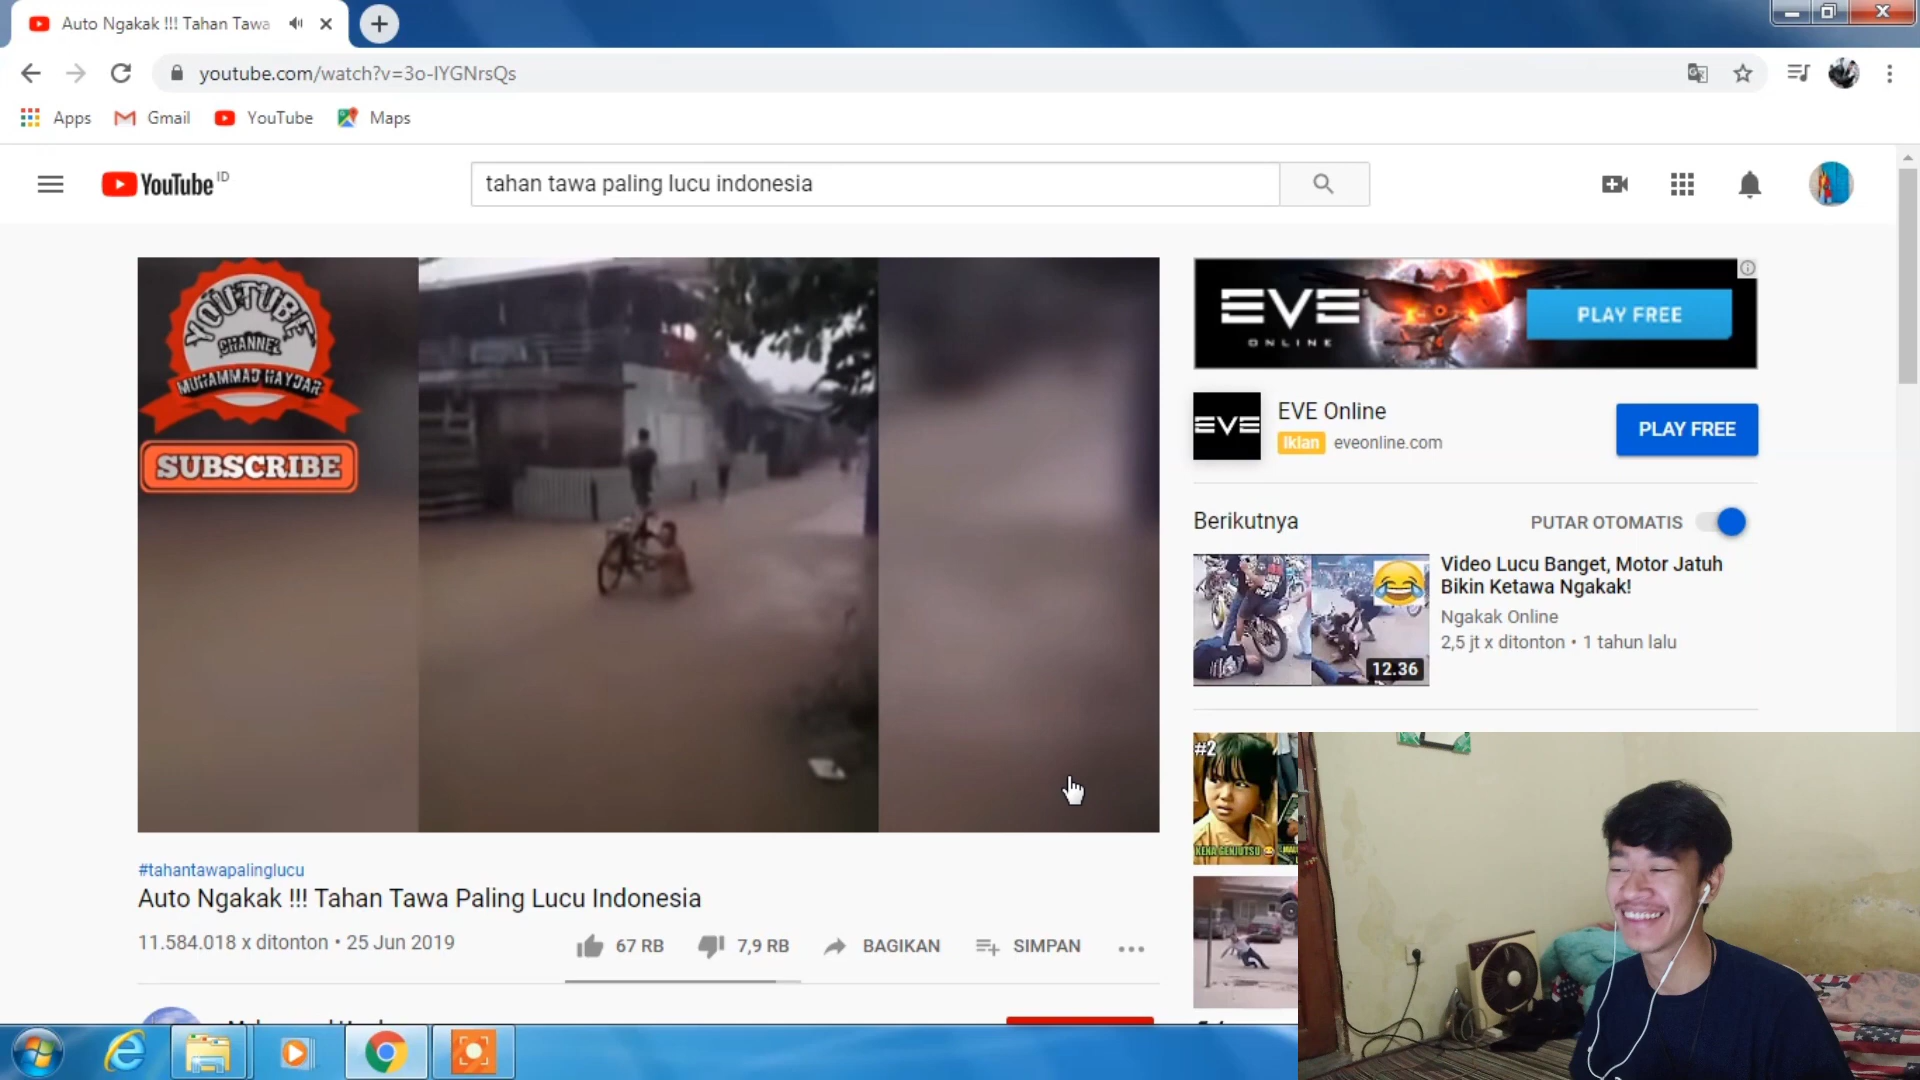 Auto Ngakak !!! Tahan Tawa
youtube.com/watch?v=3o-IYGNrsQs
Apps
Gmail
YouTube
Maps
YouTube ID
tahan tawa paling lucu indonesia
YOUTUBE
CHANNEL
MUHAMMAD HAYDAR
SUBSCRIBE
EVE
ONLINE
PLAY FREE
EVE
EVE Online
Iklan eveonline.com
PLAY FREE
Berikutnya
PUTAR OTOMATIS
Video Lucu Banget, Motor Jatuh
Bikin Ketawa Ngakak!
Ngakak Online
2,5 jt x ditonton • 1 tahun lalu
12.36
#2
KENA GENJUTSU
#tahantawapalinglucu
Auto Ngakak !!! Tahan Tawa Paling Lucu Indonesia
11.584.018 x ditonton • 25 Jun 2019
67 RB
7,9 RB
BAGIKAN
SIMPAN